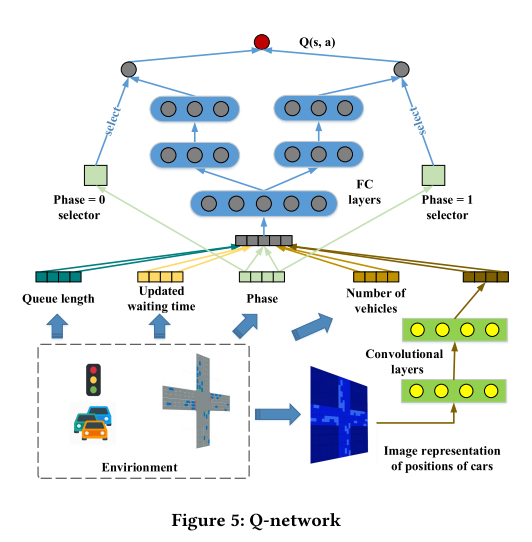 Q(s, a)
select
select
Phase = 0
selector
FC
layers
Phase = 1
selector
Queue length
Updated
waiting time
Phase
Number of
vehicles
Convolutional
layers
Envirionment
Image representation
of positions of cars
Figure 5: Q-network